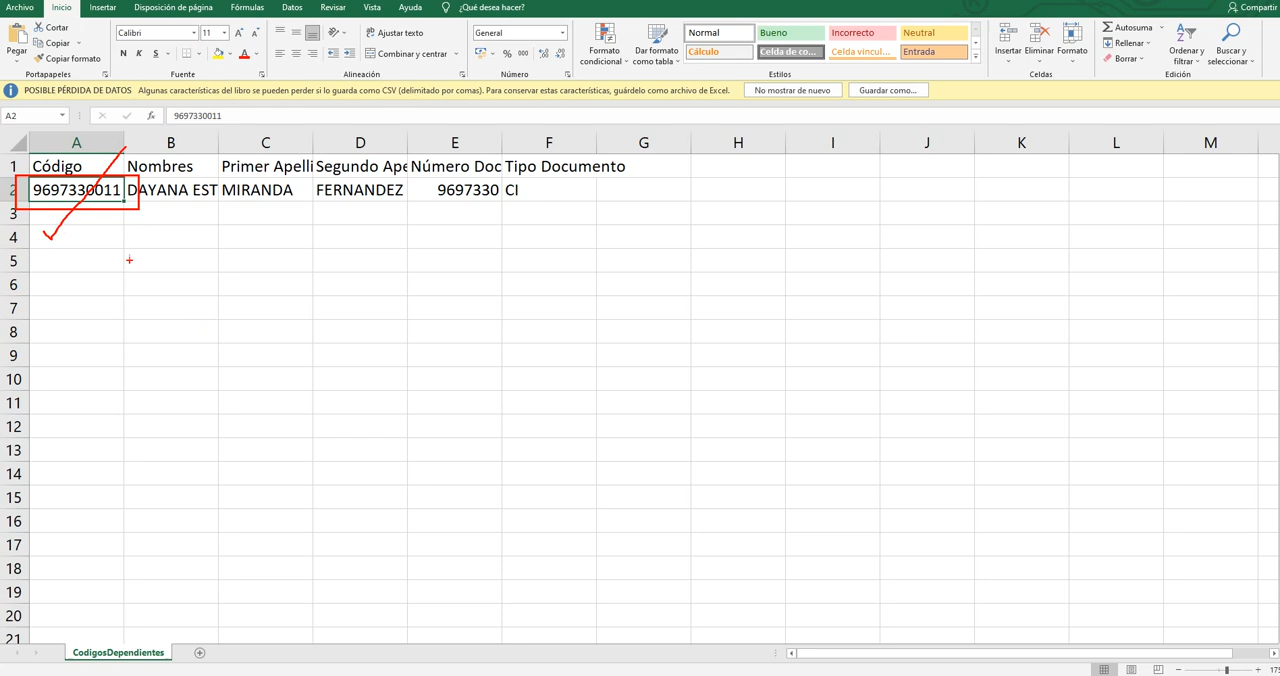 Archivo Inicio Insertar Disposición de página Fórmulas Datos Revisar Vista Ayuda ¿Qué desea hacer? Compartir
Pegar Cortar Copiar Copiar formato Portapapeles
Calibri 11 N K S Fuente
Ajustar texto Combinar y centrar Alineación
General % 000 Número
Formato condicional Dar formato como tabla
Normal Bueno Incorrecto Neutral
Cálculo Celda de co... Celda vincul... Entrada
Estilos
Insertar Eliminar Formato Celdas
Autosuma Rellenar Borrar Ordenar y filtrar Buscar y seleccionar Edición
POSIBLE PÉRDIDA DE DATOS Algunas características del libro se pueden perder si lo guarda como CSV (delimitado por comas). Para conservar estas características, guárdelo como archivo de Excel. No mostrar de nuevo Guardar como...
A2 fx 9697330011
A B C D E F G H I J K L M
1 Código Nombres Primer Apelli Segundo Ape Número Doc Tipo Documento
2 9697330011 DAYANA EST MIRANDA FERNANDEZ 9697330 CI
3
4
5
6
7
8
9
10
11
12
13
14
15
16
17
18
19
20
21
CodigosDependientes
175